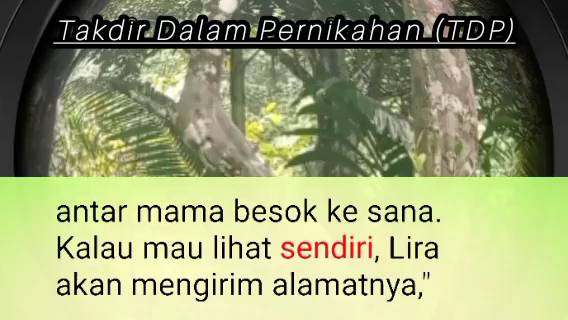 Takdir Dalam Pernikahan (TDP)
antar mama besok ke sana.
Kalau mau lihat sendiri, Lira
akan mengirim alamatnya,"